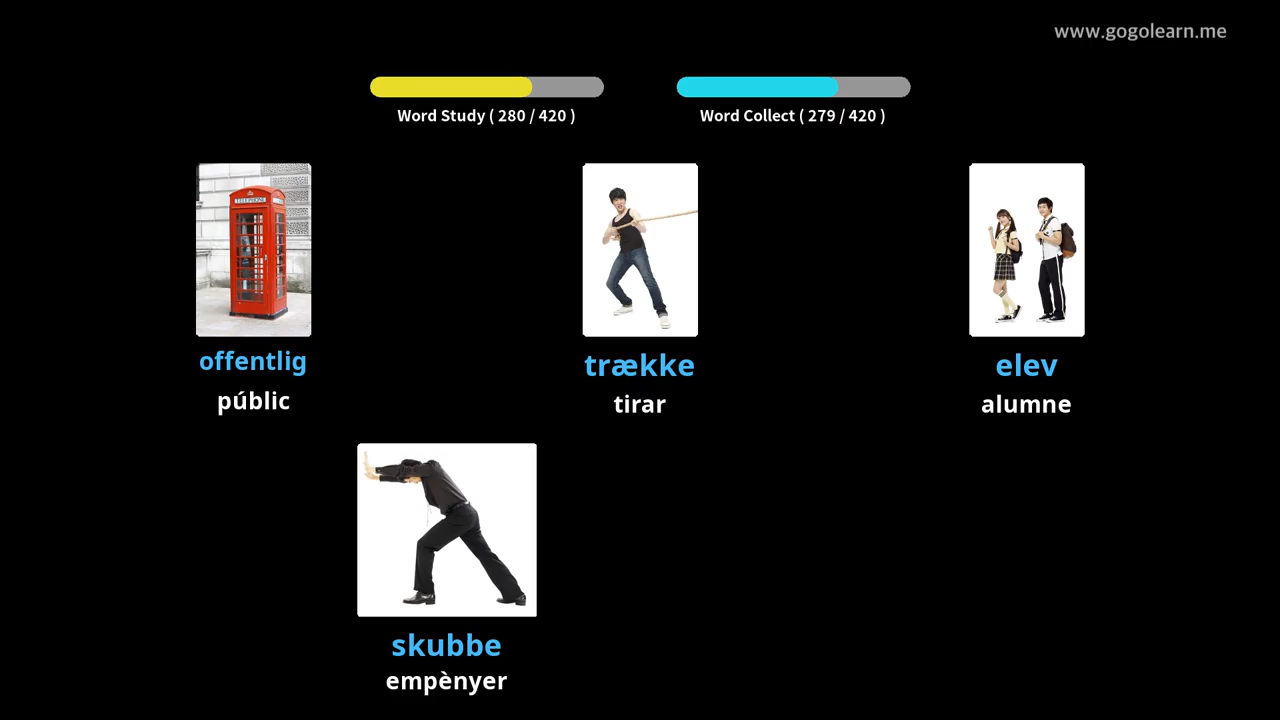 www.gogolearn.me
Word Study ( 280 / 420 )
Word Collect ( 279 / 420 )
TELEPHONE
offentlig
trække
elev
públic
tirar
alumne
skubbe
empènyer